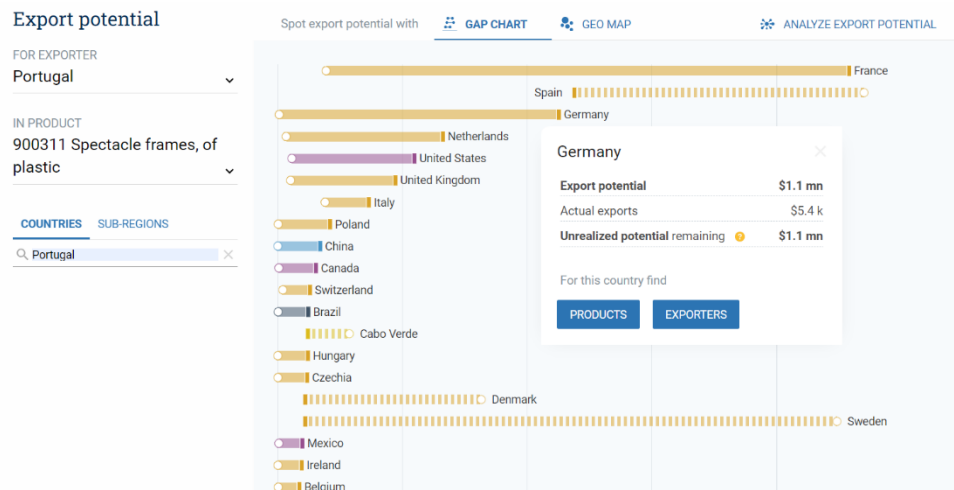 Export potential
Spot export potential with
GAP CHART
GEO MAP
ANALYZE EXPORT POTENTIAL
FOR EXPORTER
Portugal
IN PRODUCT
900311 Spectacle frames, of
plastic
COUNTRIES
SUB-REGIONS
Portugal
France
Spain
Germany
Netherlands
United States
United Kingdom
Italy
Poland
China
Canada
Switzerland
Brazil
Cabo Verde
Hungary
Czechia
Denmark
Sweden
Mexico
Ireland
Belgium
Germany
Export potential $1.1 mn
Actual exports $5.4 k
Unrealized potential remaining ? $1.1 mn
For this country find
PRODUCTS
EXPORTERS